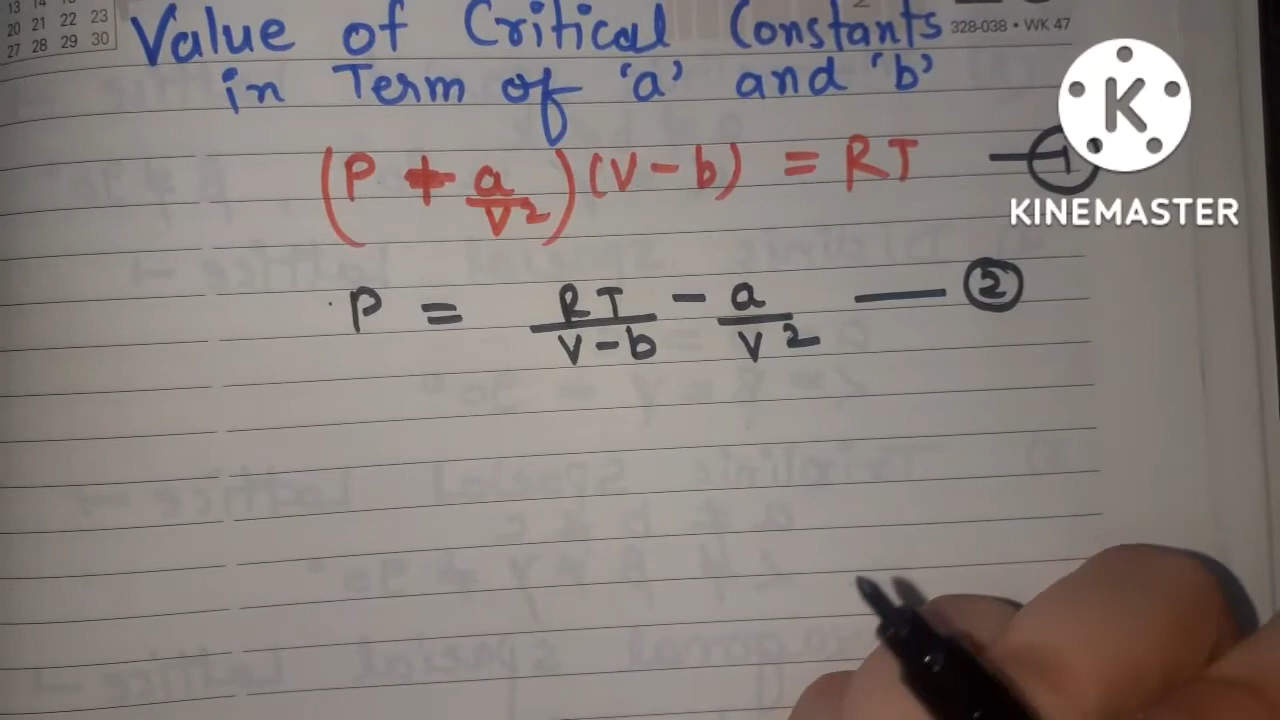 13 14
20 21 22 23
27 28 29 30
328-038 • WK 47
Value of Critical Constants
in Term of 'a' and 'b'
(P + a/V²)(V - b) = RT — 1
KINEMASTER
P = RT/V-b - a/V² — 2